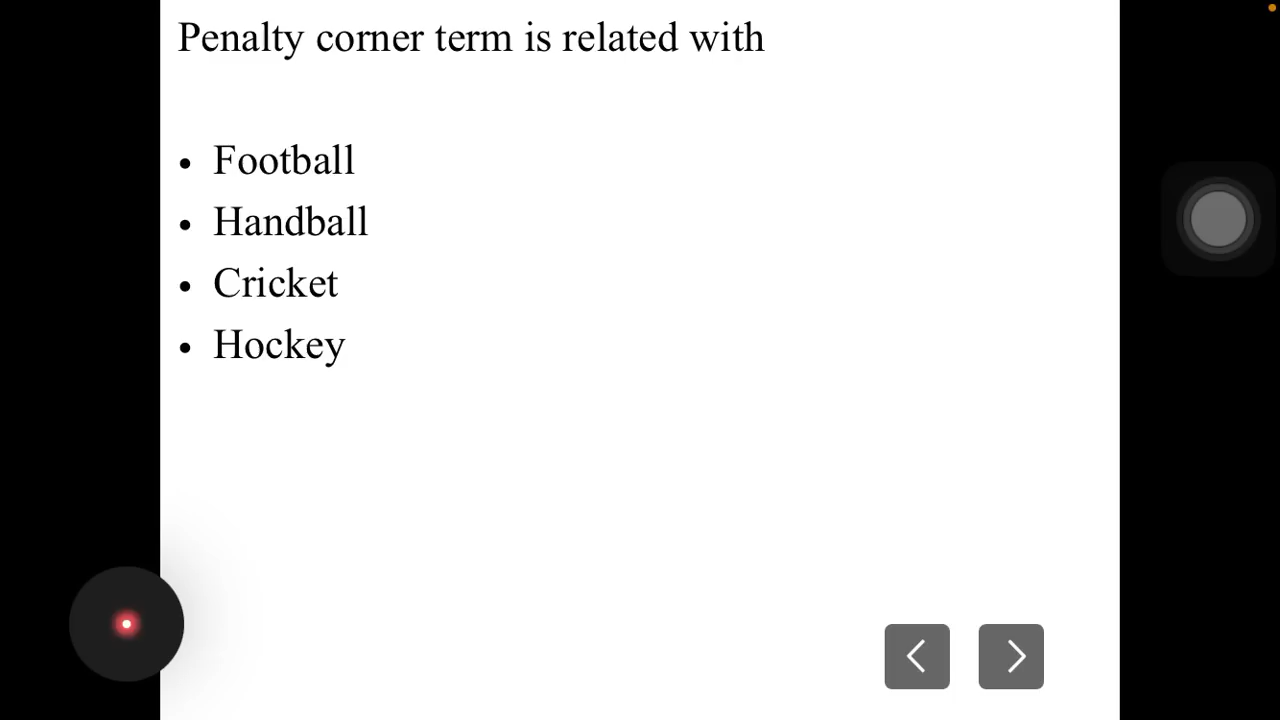 Penalty corner term is related with
• Football
• Handball
• Cricket
• Hockey